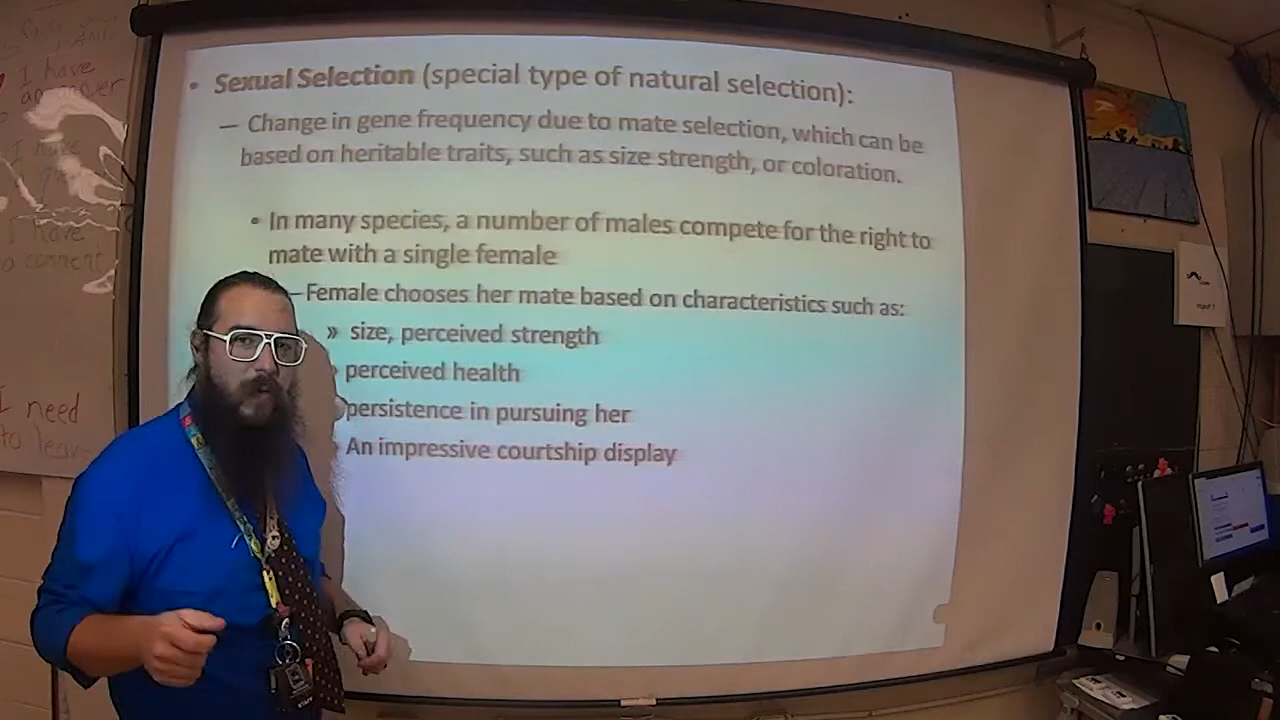 I have
an answer
I have
I have
a comment
I need
to leave
• Sexual Selection (special type of natural selection):
– Change in gene frequency due to mate selection, which can be
based on heritable traits, such as size strength, or coloration.
• In many species, a number of males compete for the right to
mate with a single female
–Female chooses her mate based on characteristics such as:
» size, perceived strength
perceived health
persistence in pursuing her
An impressive courtship display